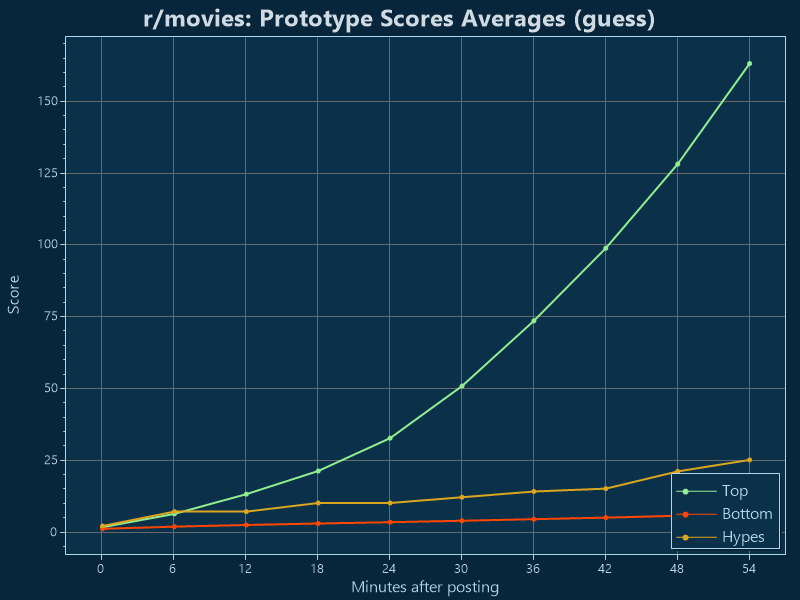 r/movies: Prototype Scores Averages (guess)
150
125
100
75
50
25
0
Score
0 6 12 18 24 30 36 42 48 54
Minutes after posting
Top
Bottom
Hypes